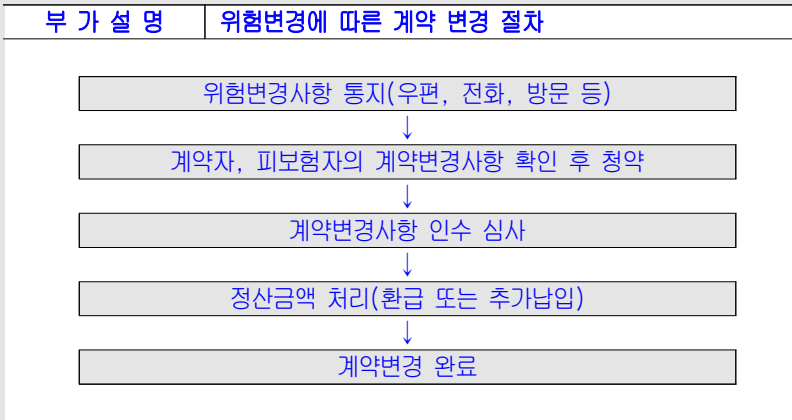 부 가 설 명 위험변경에 따른 계약 변경 절차
위험변경사항 통지(우편, 전화, 방문 등)
↓
계약자, 피보험자의 계약변경사항 확인 후 청약
↓
계약변경사항 인수 심사
↓
정산금액 처리(환급 또는 추가납입)
↓
계약변경 완료